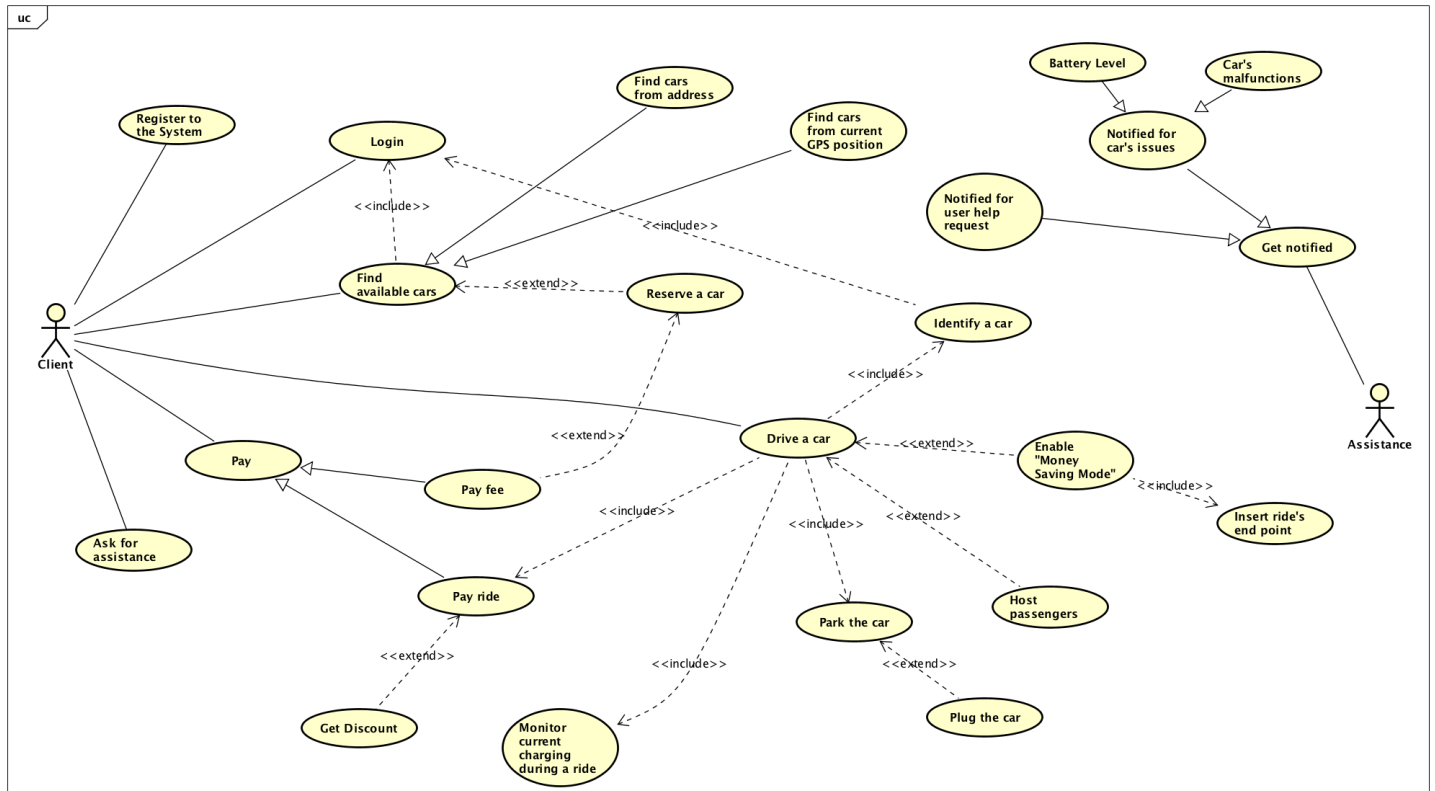 uc
Battery Level
Car's
malfunctions
Find cars
from address
Register to
the System
Login
Find cars
from current
GPS position
Notified for
car's issues
<<include>>
<<include>>
Notified for
user help
request
Get notified
Find
available cars
<<extend>>
Reserve a car
Identify a car
Client
<<include>>
<<extend>>
Drive a car
<<extend>>
Enable
"Money
Saving Mode"
Assistance
Pay
Pay fee
<<include>>
<<include>>
<<include>>
<<extend>>
Insert ride's
end point
Ask for
assistance
Pay ride
Park the car
Host
passengers
<<extend>>
<<include>>
<<extend>>
Get Discount
Monitor
current
charging
during a ride
Plug the car